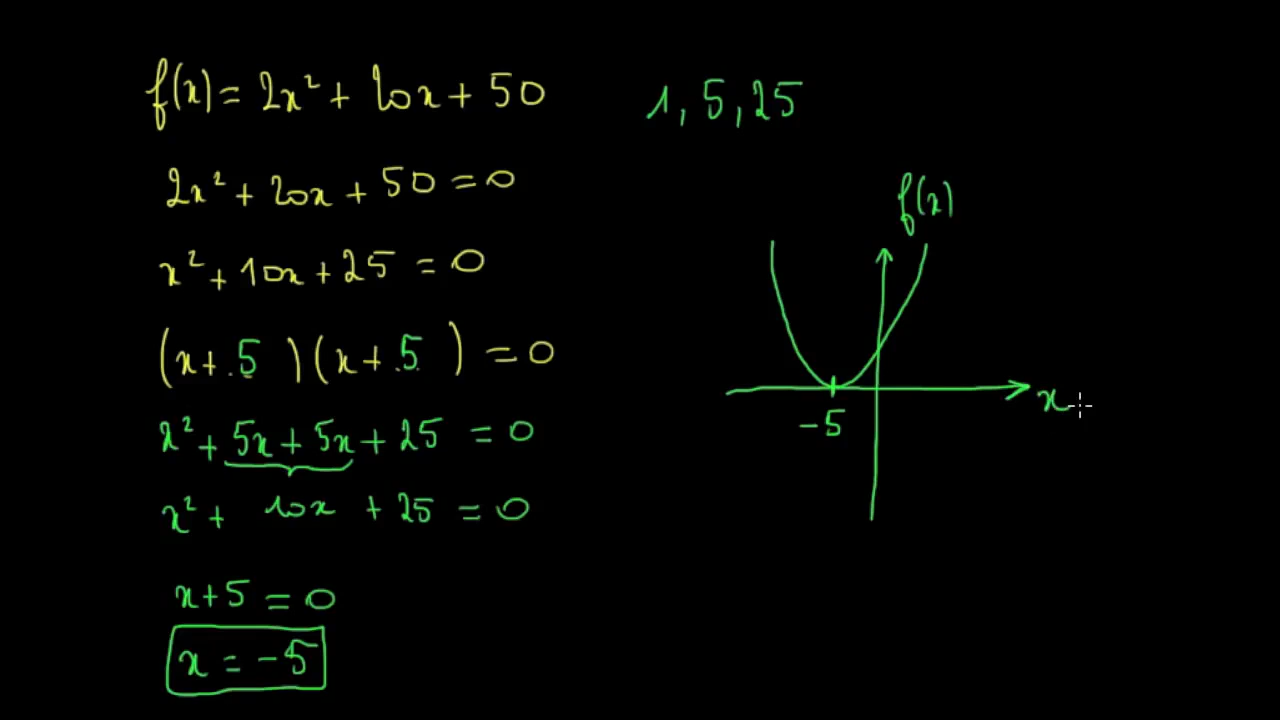 f(x) = 2x² + 20x + 50
1, 5, 25
2x² + 20x + 50 = 0
x² + 10x + 25 = 0
(x + 5)(x + 5) = 0
x² + 5x + 5x + 25 = 0
x² + 10x + 25 = 0
x + 5 = 0
x = -5
f(x)
x
-5